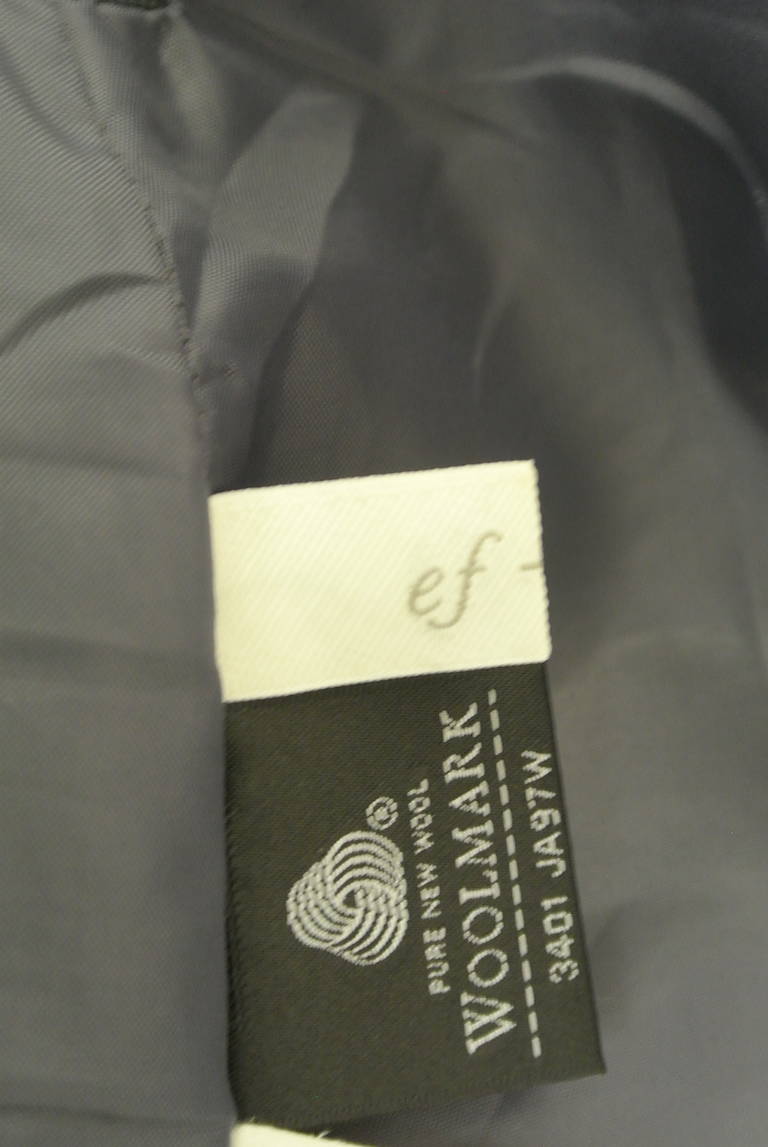 ef -
®
PURE NEW WOOL
WOOLMARK
3401 JA97W